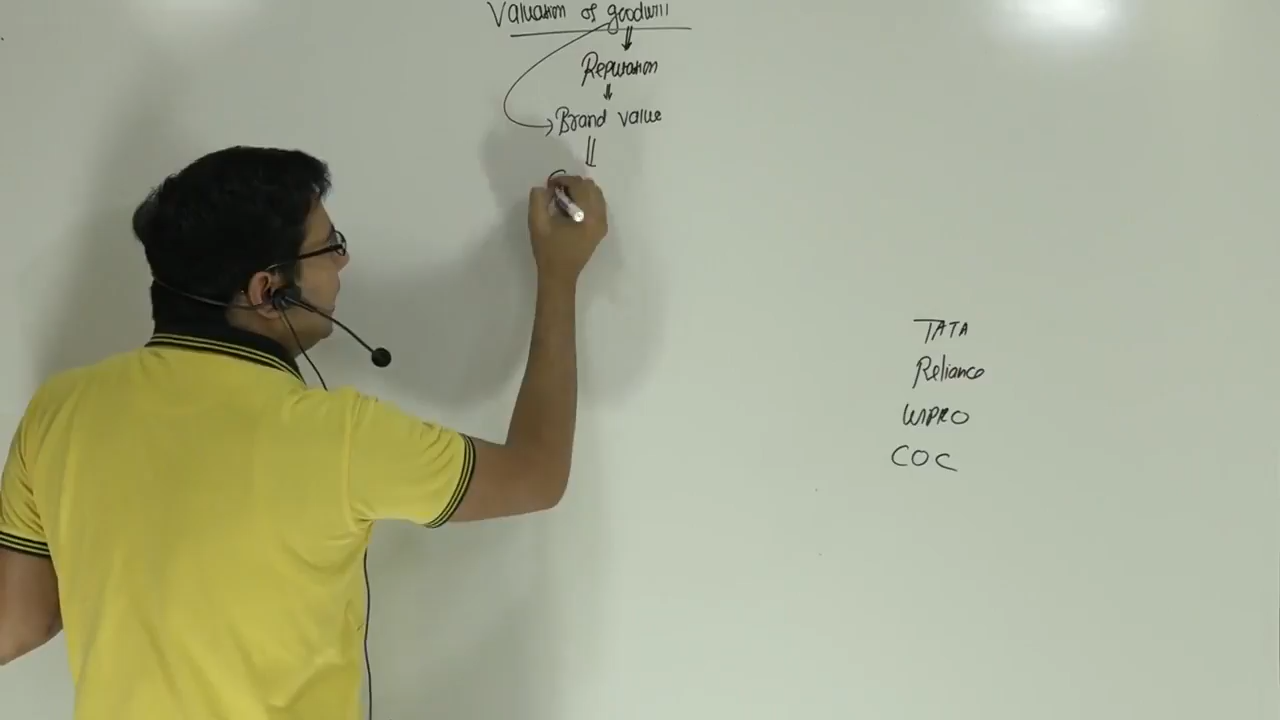 Valuation of goodwill
Reputation
Brand value
TATA
Reliance
WIPRO
COC